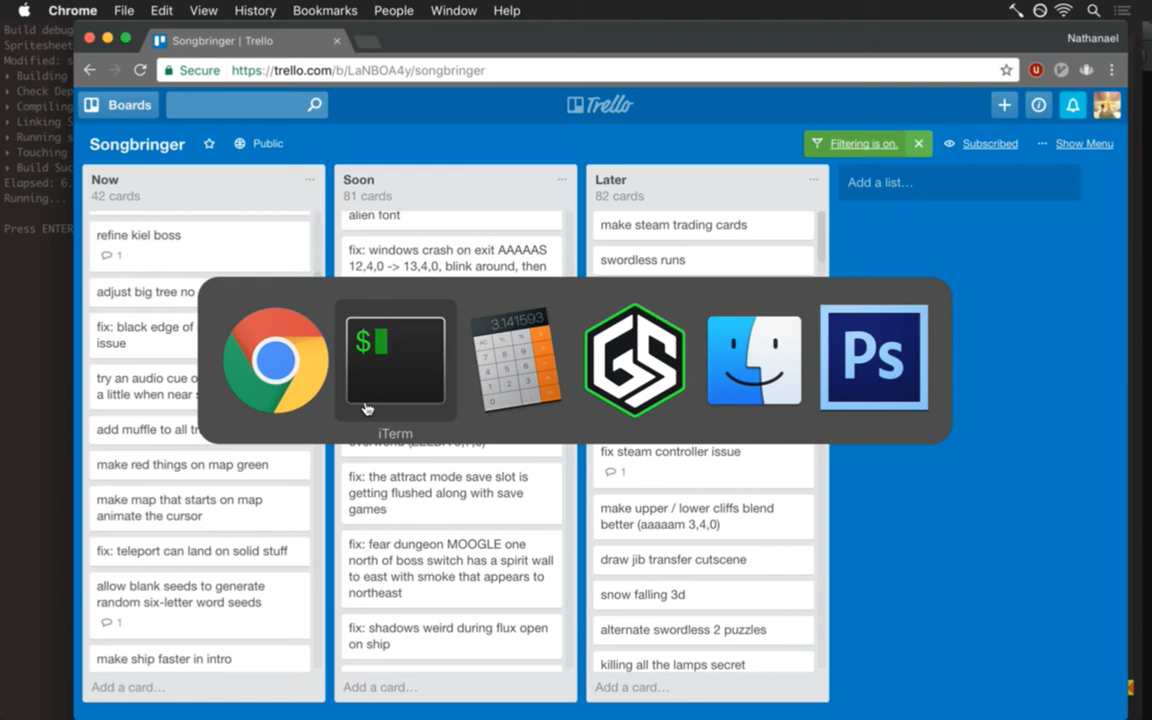 Chrome File Edit View History Bookmarks People Window Help
Build debug
Spritesheet
Modified: s
Building
Check Dep
Compiling
Linking S
Running s
Touching
Build Suc
Elapsed: 6.
Running...
Press ENTER
Songbringer | Trello
Nathanael
Secure https://trello.com/b/LaNBOA4y/songbringer
Boards
Trello
Songbringer
Public
Filtering is on.
Subscribed
... Show Menu
Now
42 cards
refine kiel boss
1
adjust big tree no
fix: black edge of
issue
try an audio cue o
a little when near
add muffle to all tr
make red things on map green
make map that starts on map
animate the cursor
fix: teleport can land on solid stuff
allow blank seeds to generate
random six-letter word seeds
1
make ship faster in intro
Add a card...
Soon
81 cards
alien font
fix: windows crash on exit AAAAAS
12,4,0 -> 13,4,0, blink around, then
fix: the attract mode save slot is
getting flushed along with save
games
fix: fear dungeon MOOGLE one
north of boss switch has a spirit wall
to east with smoke that appears to
northeast
fix: shadows weird during flux open
on ship
Add a card...
Later
82 cards
make steam trading cards
swordless runs
fix steam controller issue
1
make upper / lower cliffs blend
better (aaaaam 3,4,0)
draw jib transfer cutscene
snow falling 3d
alternate swordless 2 puzzles
killing all the lamps secret
Add a card...
Add a list...
$
3.141593
GS
Ps
iTerm